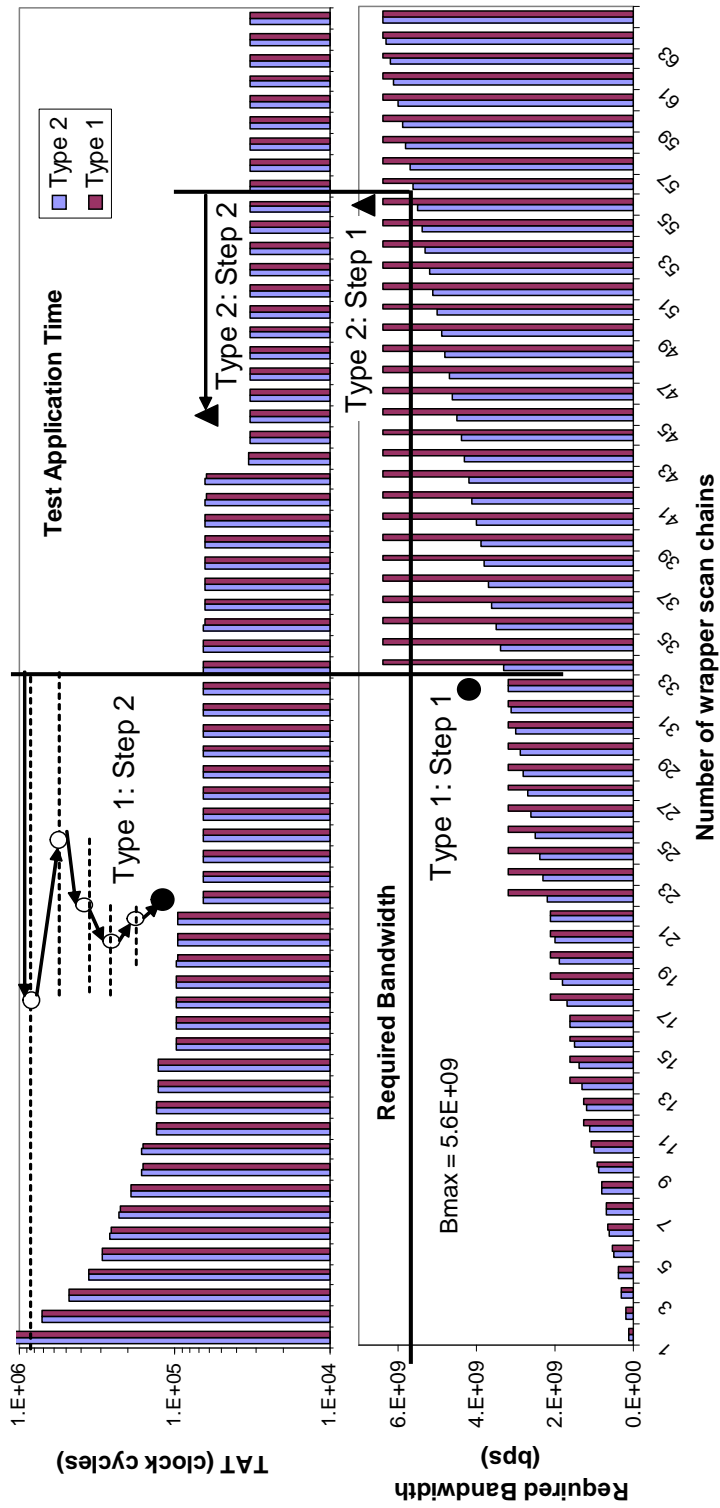 Test Application Time
Type 2
Type 1
1.E+06
1.E+05
1.E+04
TAT (clock cycles)
Type 1: Step 2
Type 2: Step 2
Required Bandwidth
Bmax = 5.6E+09
Type 1: Step 1
Type 2: Step 1
6.E+09
4.E+09
2.E+09
0.E+00
Required Bandwidth
(bps)
1 3 5 7 9 11 13 15 17 19 21 23 25 27 29 31 33 35 37 39 41 43 45 47 49 51 53 55 57 59 61 63
Number of wrapper scan chains